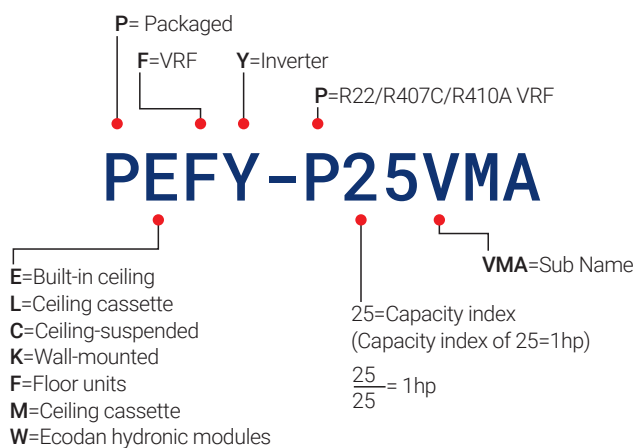 P= Packaged
F=VRF
Y=Inverter
P=R22/R407C/R410A VRF
PEFY-P25VMA
E=Built-in ceiling
L=Ceiling cassette
C=Ceiling-suspended
K=Wall-mounted
F=Floor units
M=Ceiling cassette
W=Ecodan hydronic modules
25=Capacity index
(Capacity index of 25=1hp)
25
25
= 1hp
VMA=Sub Name